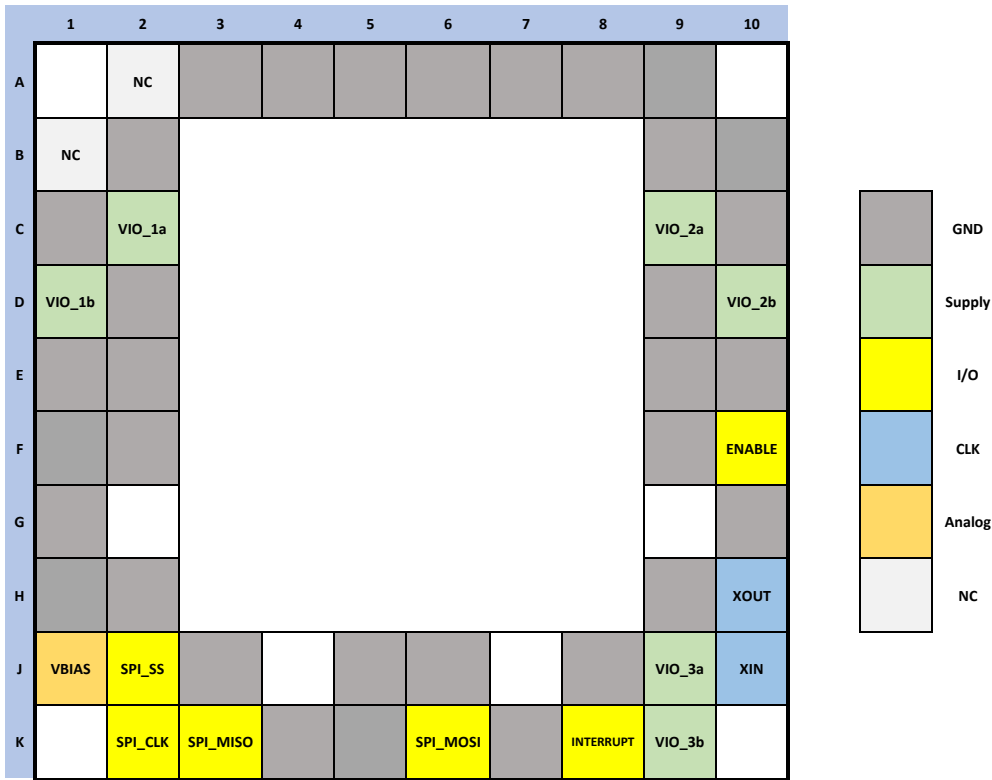 1 2 3 4 5 6 7 8 9 10
A NC
B NC
C VIO_1a VIO_2a GND
D VIO_1b VIO_2b Supply
E I/O
F ENABLE CLK
G Analog
H XOUT NC
J VBIAS SPI_SS VIO_3a XIN
K SPI_CLK SPI_MISO SPI_MOSI INTERRUPT VIO_3b